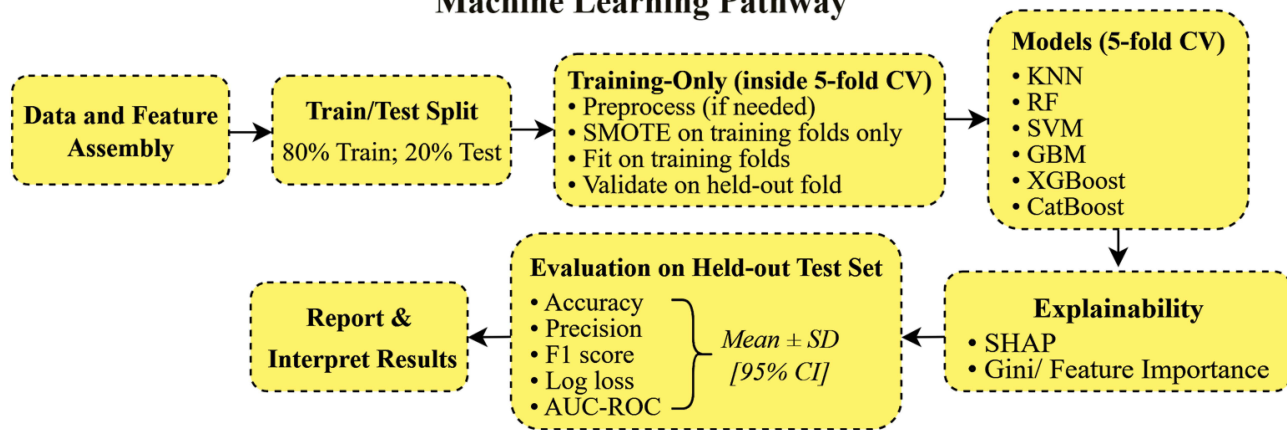 Machine Learning Pathway
Data and Feature
Assembly
Train/Test Split
80% Train; 20% Test
Training-Only (inside 5-fold CV)
• Preprocess (if needed)
• SMOTE on training folds only
• Fit on training folds
• Validate on held-out fold
Models (5-fold CV)
• KNN
• RF
• SVM
• GBM
• XGBoost
• CatBoost
Explainability
• SHAP
• Gini/ Feature Importance
Evaluation on Held-out Test Set
• Accuracy
• Precision
• F1 score
• Log loss
• AUC-ROC
Mean ± SD
[95% CI]
Report &
Interpret Results